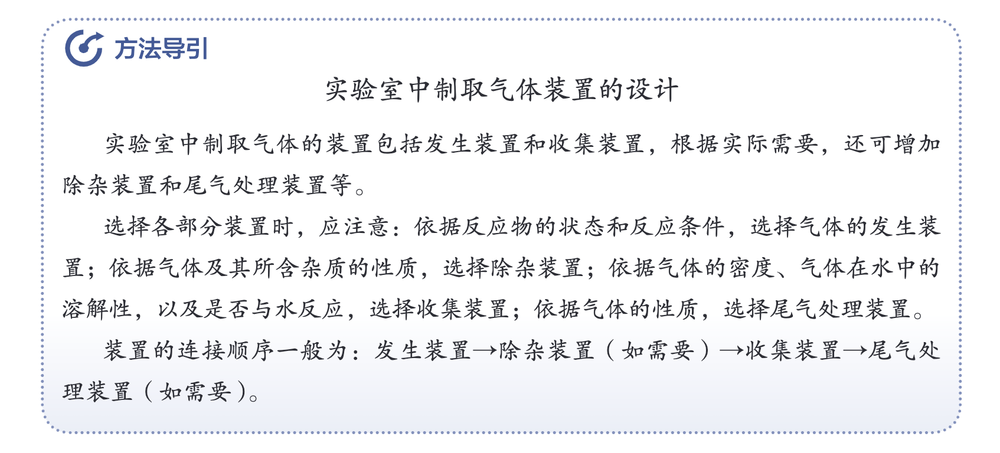 方法导引
实验室中制取气体装置的设计
实验室中制取气体的装置包括发生装置和收集装置，根据实际需要，还可增加
除杂装置和尾气处理装置等。
选择各部分装置时，应注意：依据反应物的状态和反应条件，选择气体的发生装
置；依据气体及其所含杂质的性质，选择除杂装置；依据气体的密度、气体在水中的
溶解性，以及是否与水反应，选择收集装置；依据气体的性质，选择尾气处理装置。
装置的连接顺序一般为：发生装置→除杂装置（如需要）→收集装置→尾气处
理装置（如需要）。